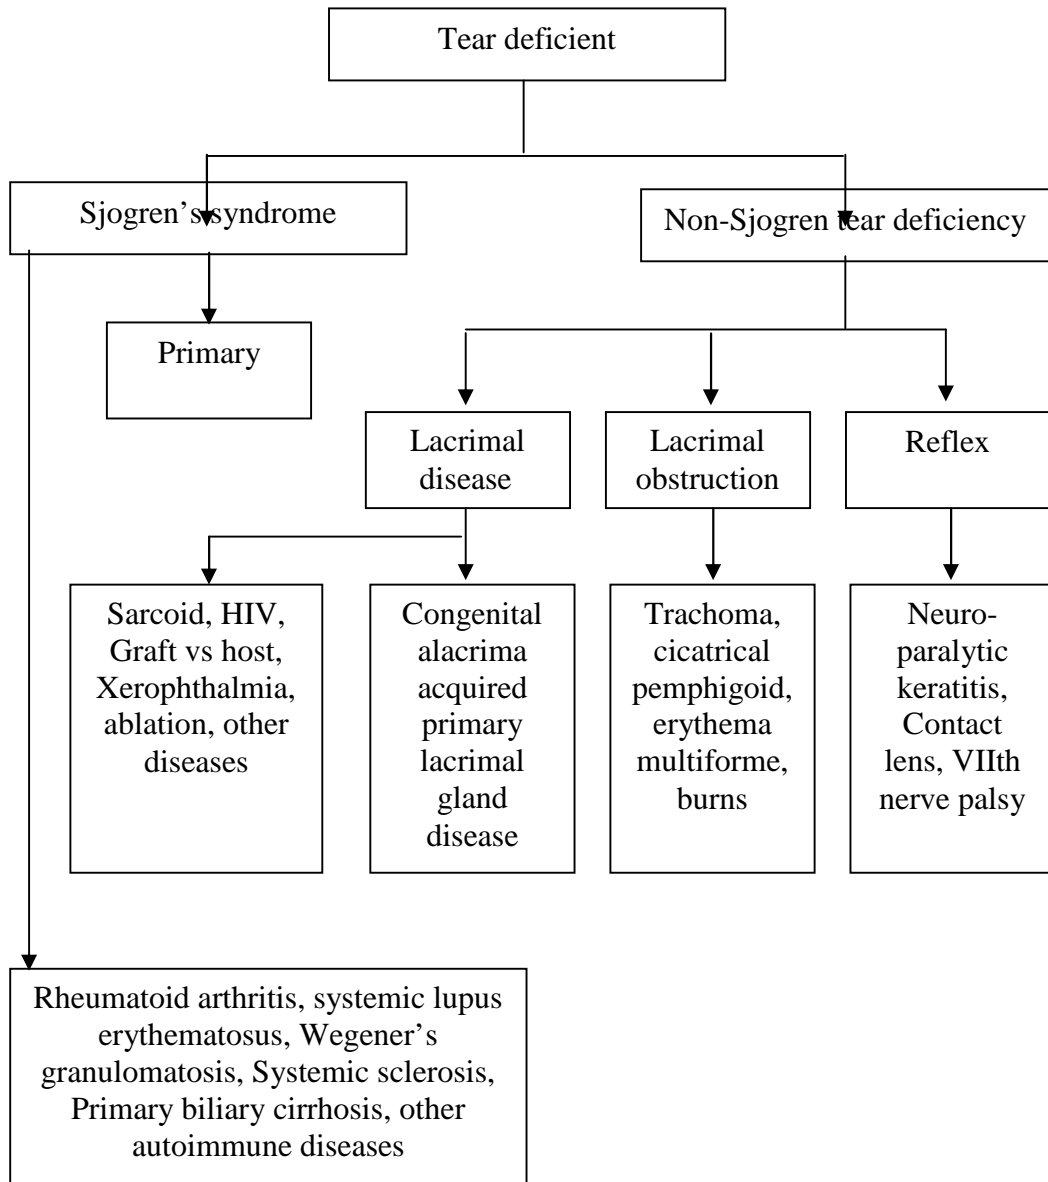 Tear deficient
Sjogren’s syndrome
Non-Sjogren tear deficiency
Primary
Lacrimal
disease
Lacrimal
obstruction
Reflex
Sarcoid, HIV,
Graft vs host,
Xerophthalmia,
ablation, other
diseases
Congenital
alacrima
acquired
primary
lacrimal
gland
disease
Trachoma,
cicatrical
pemphigoid,
erythema
multiforme,
burns
Neuro-
paralytic
keratitis,
Contact
lens, VIIth
nerve palsy
Rheumatoid arthritis, systemic lupus
erythematosus, Wegener’s
granulomatosis, Systemic sclerosis,
Primary biliary cirrhosis, other
autoimmune diseases